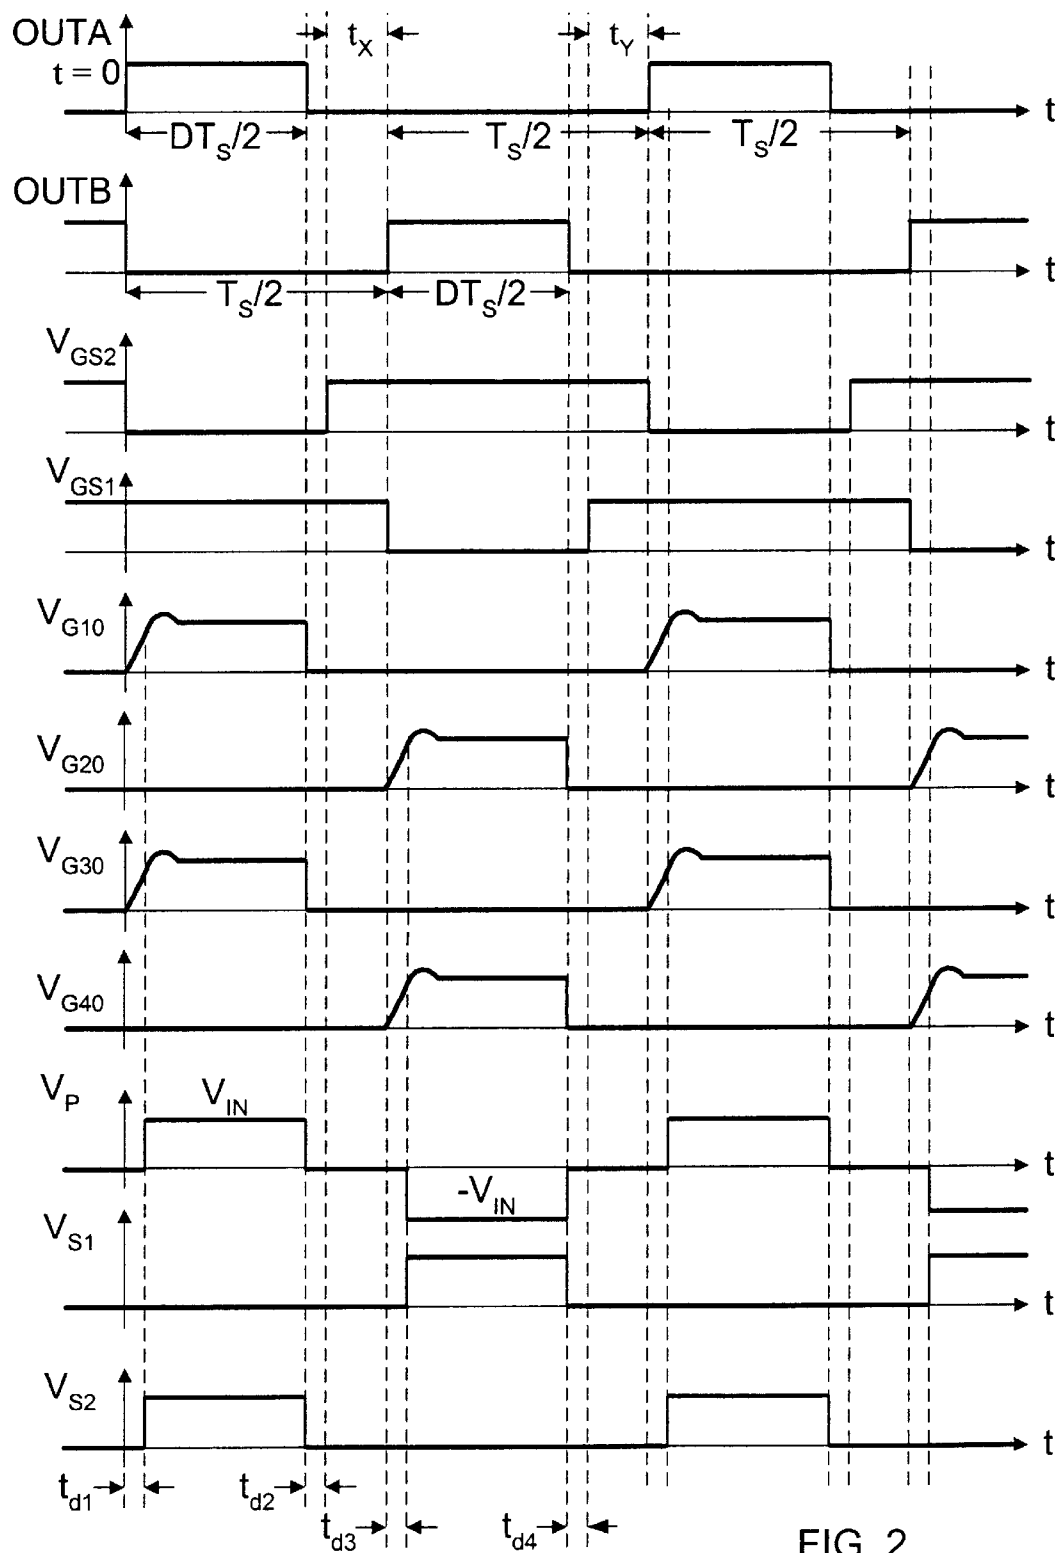 OUTA
t = 0
t_X
t_Y
t
DT_S/2
T_S/2
T_S/2
OUTB
t
T_S/2
DT_S/2
V_GS2
t
V_GS1
t
V_G10
t
V_G20
t
V_G30
t
V_G40
t
V_P
V_IN
t
-V_IN
V_S1
t
V_S2
t
t_d1
t_d2
t_d3
t_d4
FIG. 2